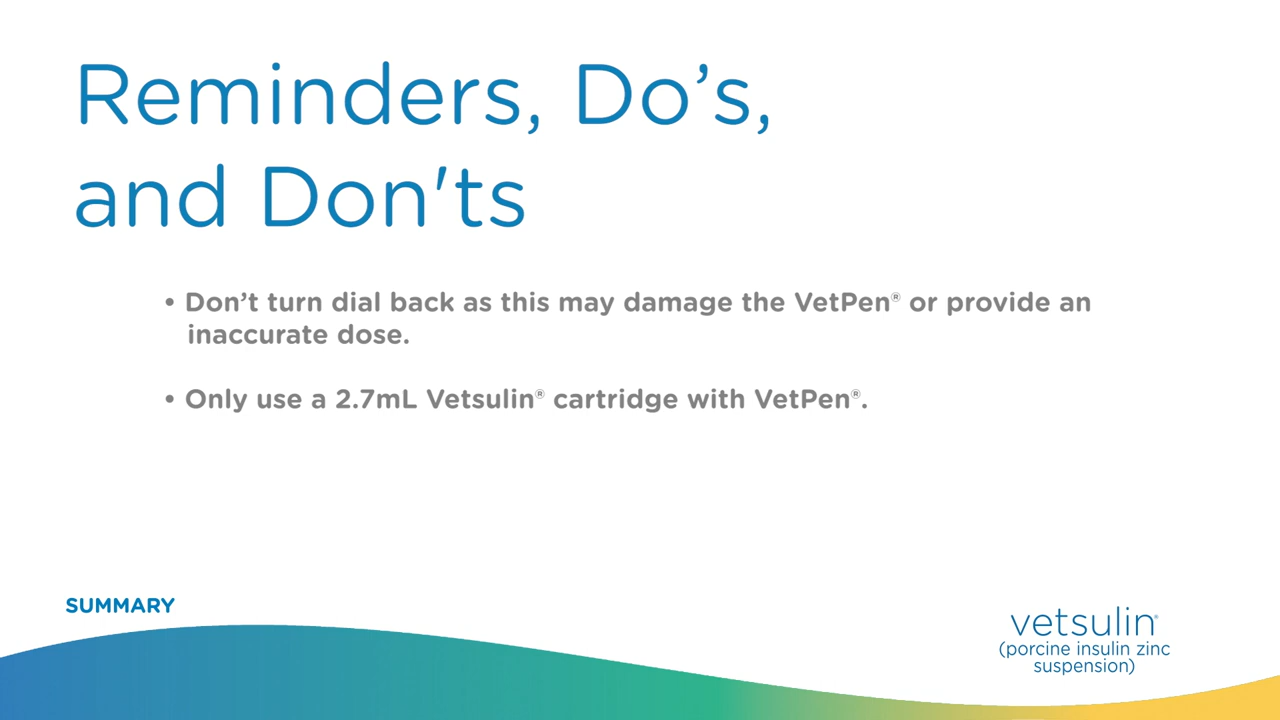 Reminders, Do’s,
and Don'ts
• Don’t turn dial back as this may damage the VetPen® or provide an
inaccurate dose.
• Only use a 2.7mL Vetsulin® cartridge with VetPen®.
SUMMARY
vetsulin®
(porcine insulin zinc
suspension)